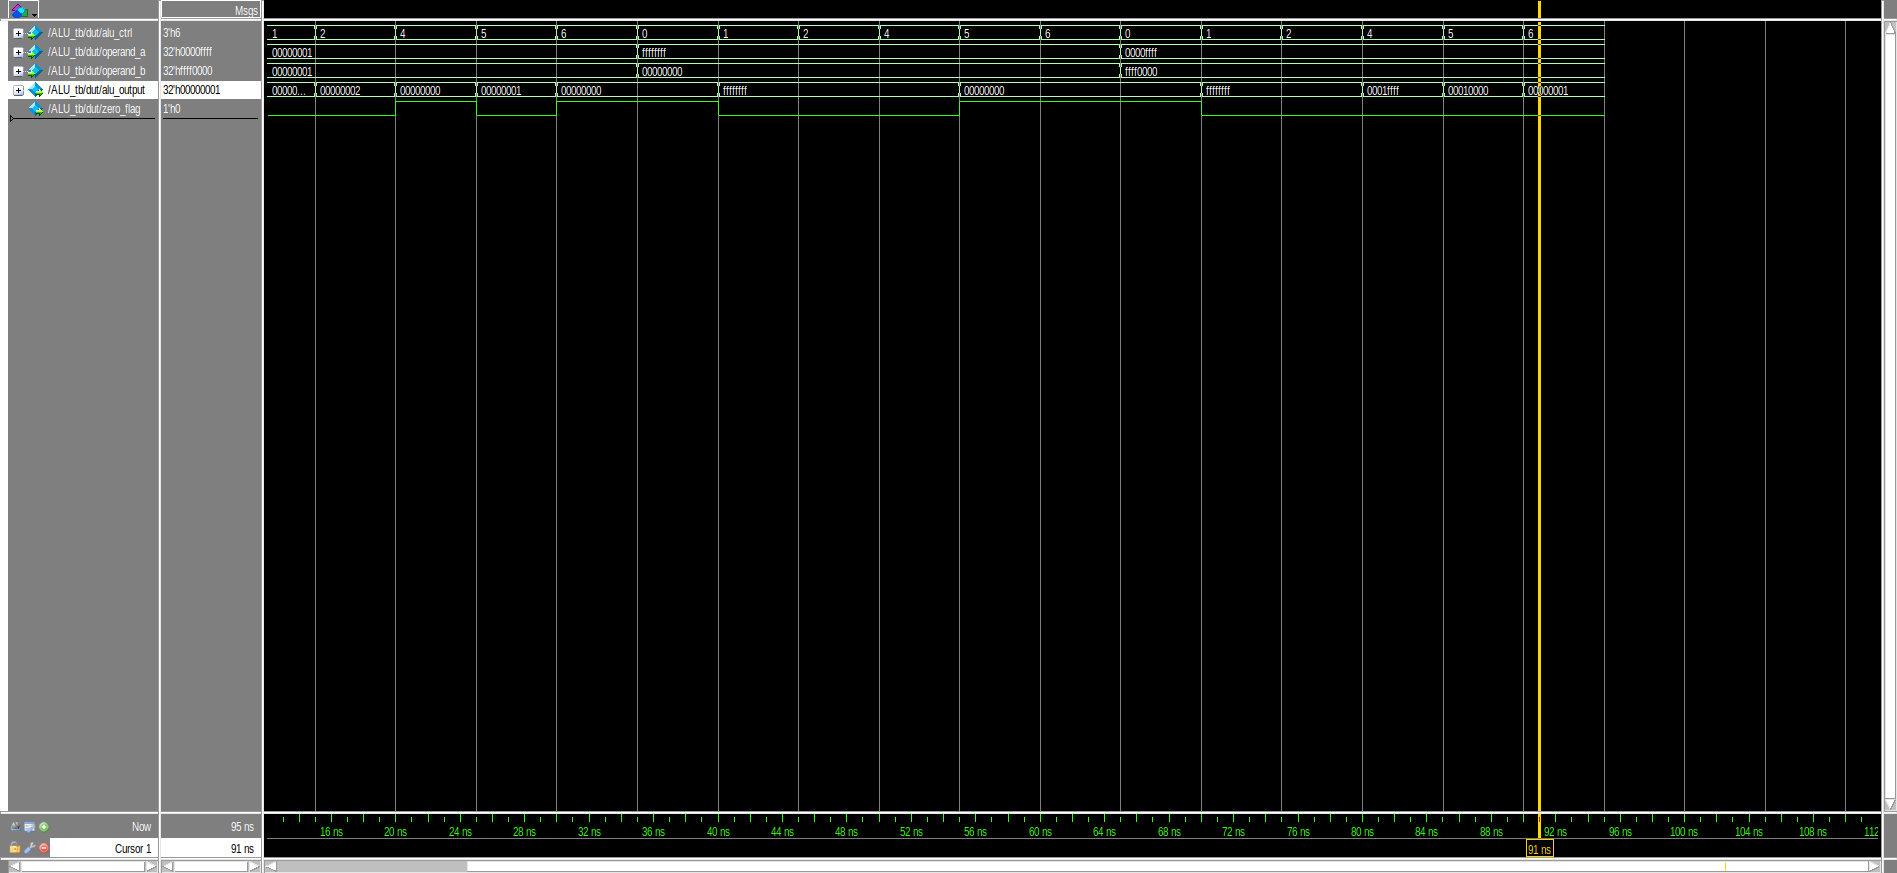 Msgs
/ALU_tb/dut/alu_ctrl 3'h6 1 2 4 5 6 0 1 2 4 5 6 0 1 2 4 5 6
/ALU_tb/dut/operand_a 32'h0000ffff 00000001 ffffffff 0000ffff
/ALU_tb/dut/operand_b 32'hffff0000 00000001 00000000 ffff0000
/ALU_tb/dut/alu_output 32'h00000001 00000... 00000002 00000000 00000001 00000000 ffffffff 00000000 ffffffff 0001ffff 00010000 00000001
/ALU_tb/dut/zero_flag 1'h0
Now 95 ns 16 ns 20 ns 24 ns 28 ns 32 ns 36 ns 40 ns 44 ns 48 ns 52 ns 56 ns 60 ns 64 ns 68 ns 72 ns 76 ns 80 ns 84 ns 88 ns 92 ns 96 ns 100 ns 104 ns 108 ns 112
Cursor 1 91 ns 91 ns